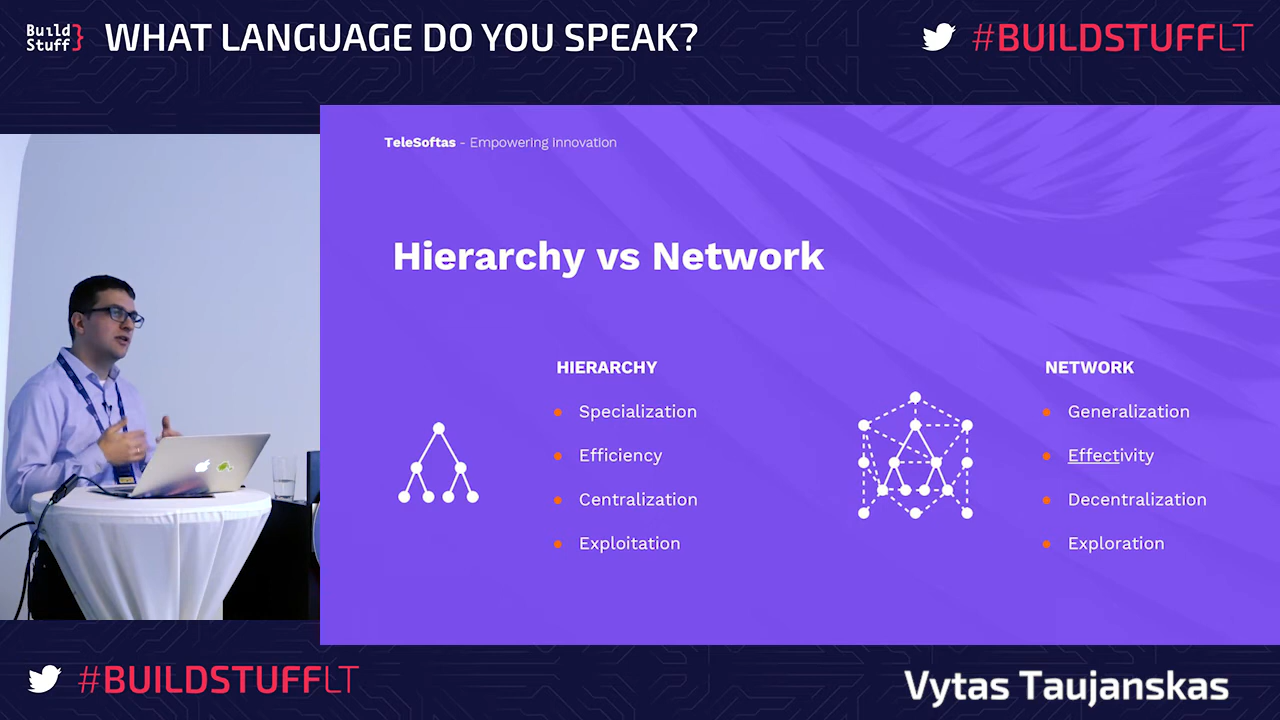 Build
Stuff}
WHAT LANGUAGE DO YOU SPEAK?
#BUILDSTUFFLT
TeleSoftas - Empowering Innovation
Hierarchy vs Network
HIERARCHY
Specialization
Efficiency
Centralization
Exploitation
NETWORK
Generalization
Effectivity
Decentralization
Exploration
#BUILDSTUFFLT
Vytas Taujanskas